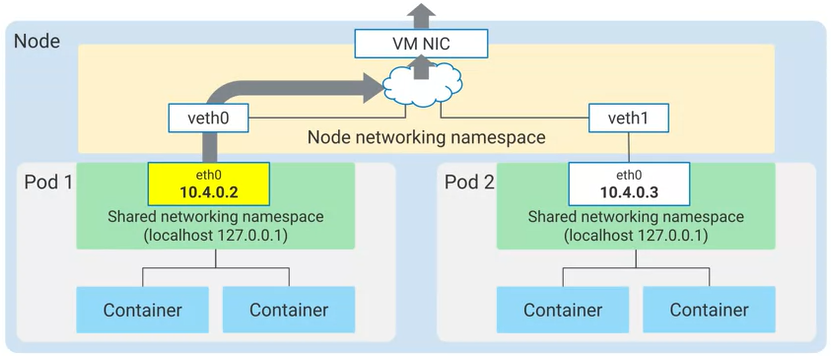 Node
VM NIC
veth0
veth1
Node networking namespace
Pod 1
eth0
10.4.0.2
Shared networking namespace
(localhost 127.0.0.1)
Container
Container
Pod 2
eth0
10.4.0.3
Shared networking namespace
(localhost 127.0.0.1)
Container
Container